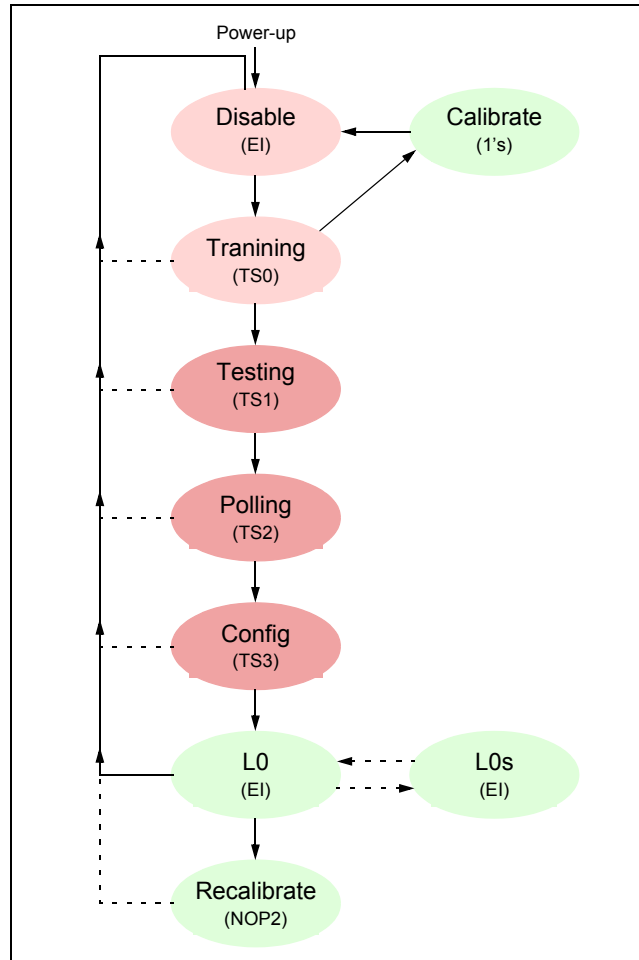 Power-up
Disable
(EI)
Calibrate
(1's)
Tranining
(TS0)
Testing
(TS1)
Polling
(TS2)
Config
(TS3)
L0
(EI)
L0s
(EI)
Recalibrate
(NOP2)